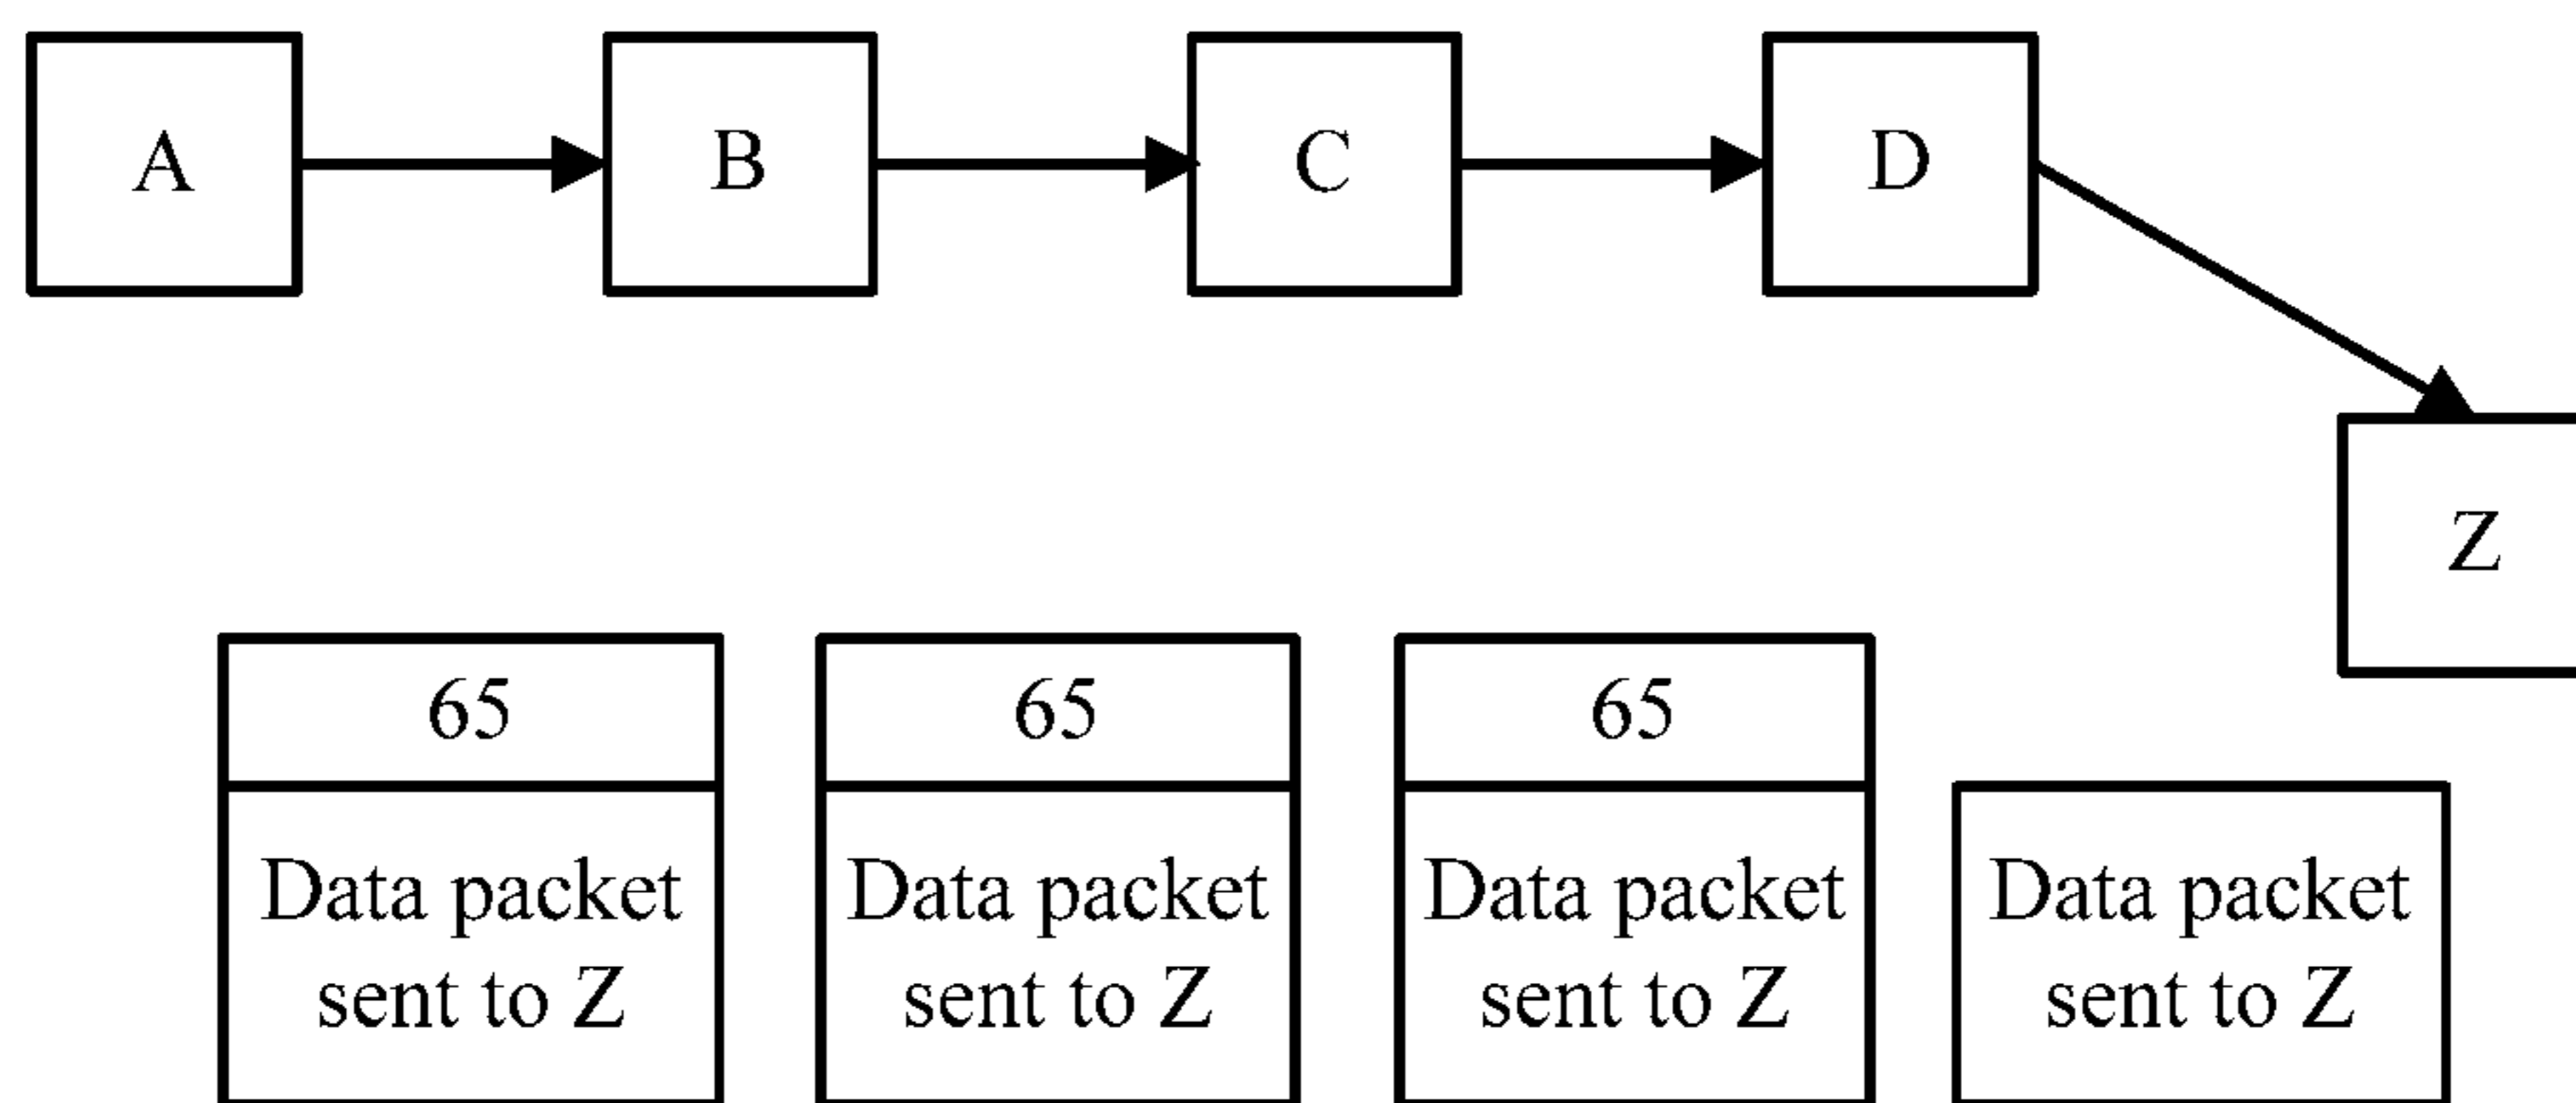 A
B
C
D
Z
65
65
65
Data packet
sent to Z
Data packet
sent to Z
Data packet
sent to Z
Data packet
sent to Z